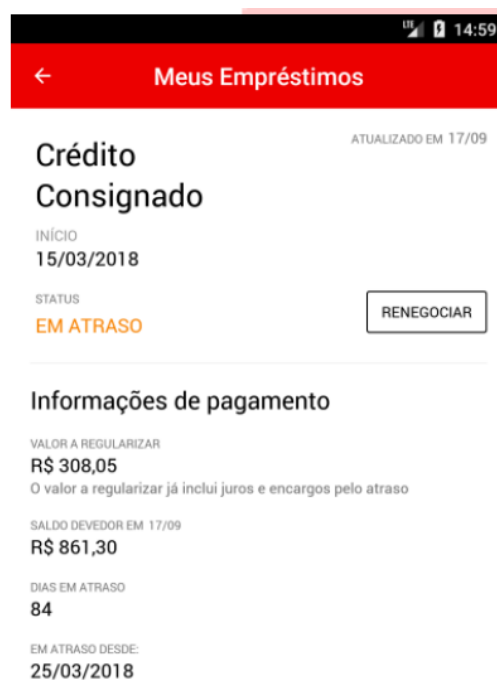 LTE 14:59
Meus Empréstimos
ATUALIZADO EM 17/09
Crédito
Consignado
INÍCIO
15/03/2018
STATUS
EM ATRASO
RENEGOCIAR
Informações de pagamento
VALOR A REGULARIZAR
R$ 308,05
O valor a regularizar já inclui juros e encargos pelo atraso
SALDO DEVEDOR EM 17/09
R$ 861,30
DIAS EM ATRASO
84
EM ATRASO DESDE:
25/03/2018